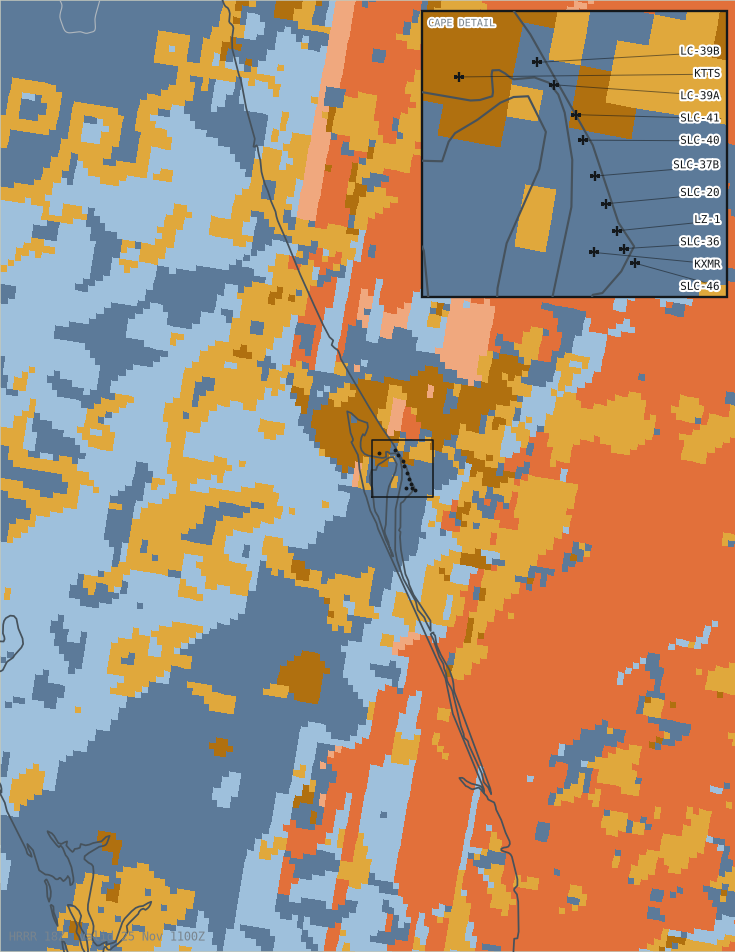 CAPE DETAIL
LC-39B
KTTS
LC-39A
SLC-41
SLC-40
SLC-37B
SLC-20
LZ-1
SLC-36
KXMR
SLC-46
25 Nov 1100Z